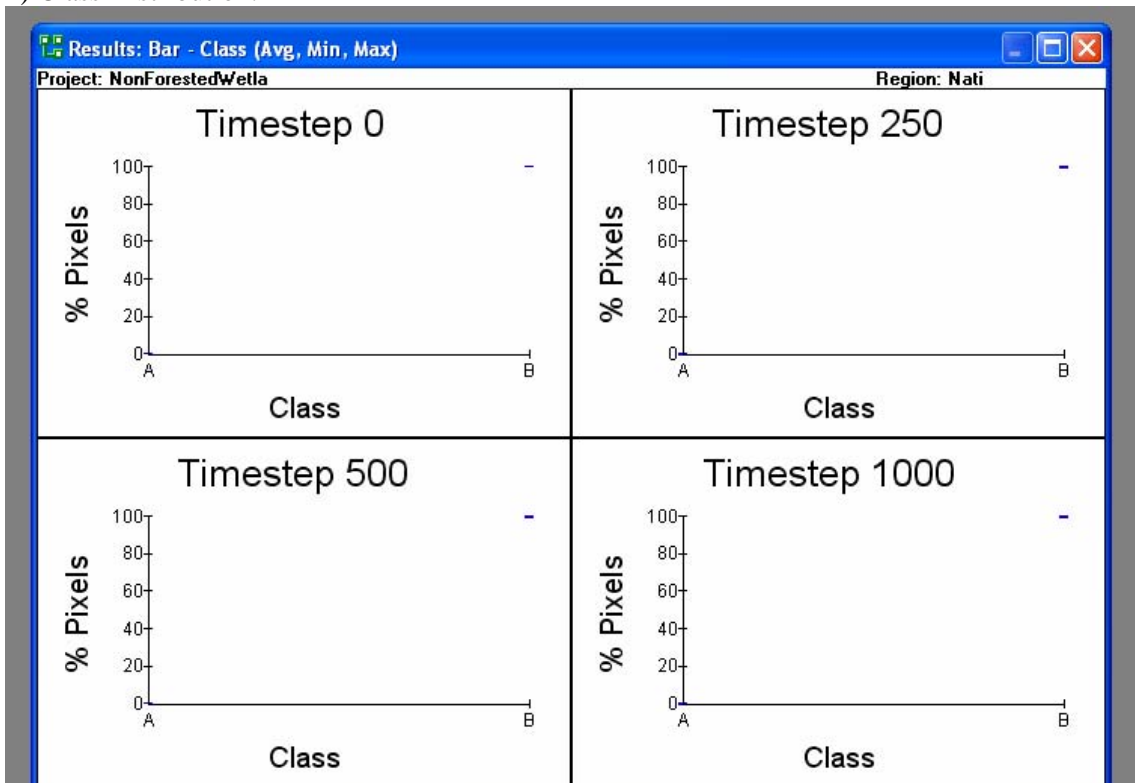 Results: Bar - Class (Avg, Min, Max)
Project: NonForestedWetla Region: Nati
Timestep 0
% Pixels
100
80
60
40
20
0
A B
Class
Timestep 250
% Pixels
100
80
60
40
20
0
A B
Class
Timestep 500
% Pixels
100
80
60
40
20
0
A B
Class
Timestep 1000
% Pixels
100
80
60
40
20
0
A B
Class